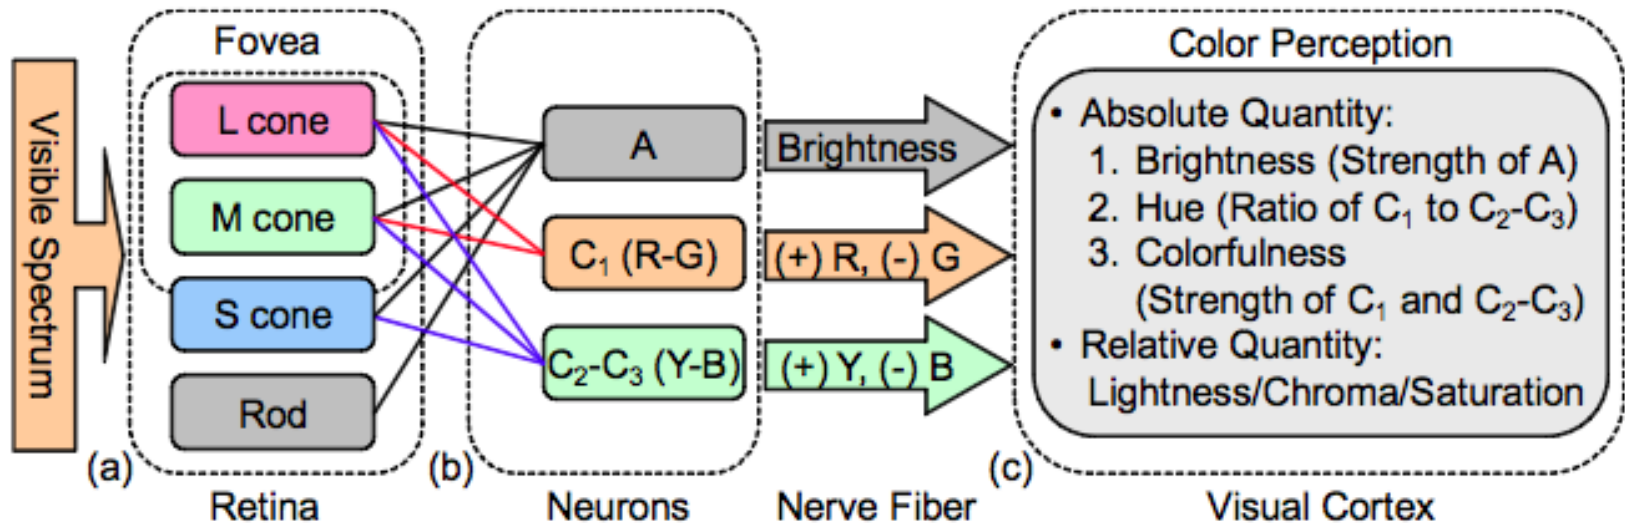 Visible Spectrum
(a)
Fovea
L cone
M cone
S cone
Rod
Retina
(b)
A
C₁ (R-G)
C₂-C₃ (Y-B)
Neurons
Brightness
(+) R, (-) G
(+) Y, (-) B
Nerve Fiber
(c)
Color Perception
• Absolute Quantity:
1. Brightness (Strength of A)
2. Hue (Ratio of C₁ to C₂-C₃)
3. Colorfulness
(Strength of C₁ and C₂-C₃)
• Relative Quantity:
Lightness/Chroma/Saturation
Visual Cortex